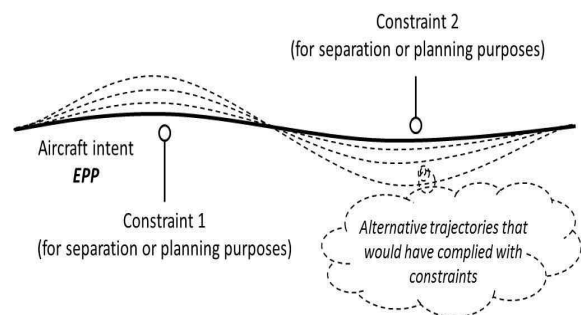 Constraint 2
(for separation or planning purposes)
Aircraft intent
EPP
Constraint 1
(for separation or planning purposes)
Alternative trajectories that
would have complied with
constraints